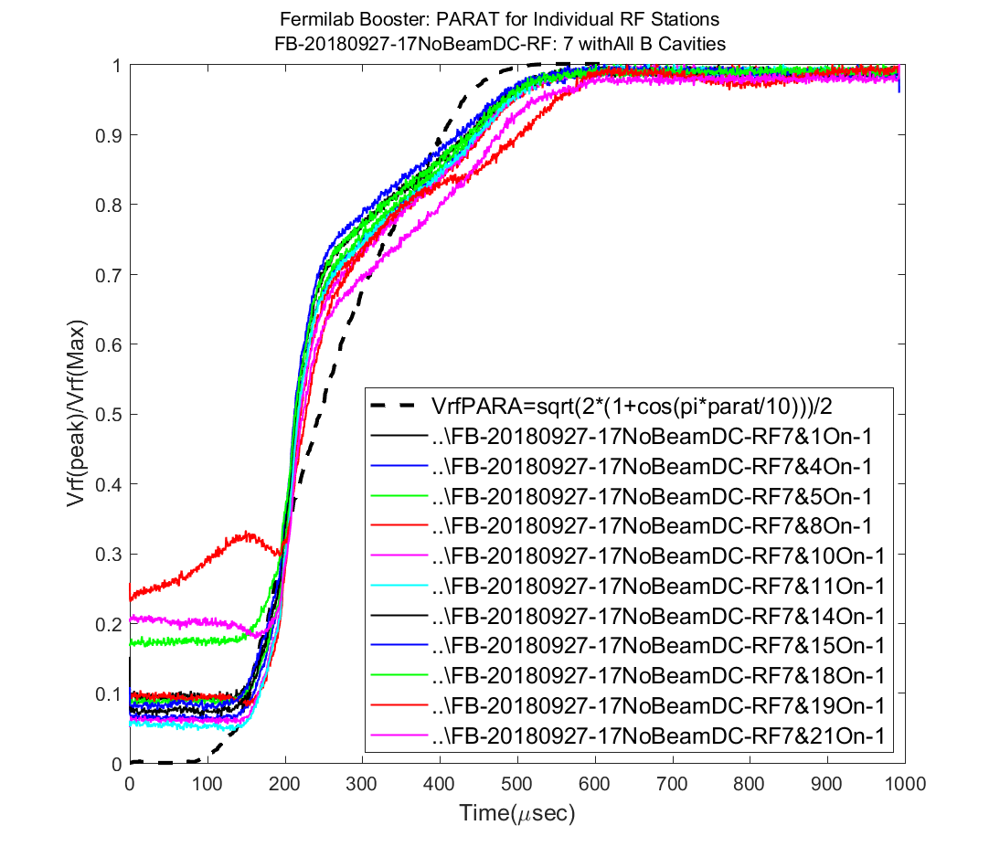 Fermilab Booster: PARAT for Individual RF Stations
FB-20180927-17NoBeamDC-RF: 7 withAll B Cavities
Vrf(peak)/Vrf(Max)
1
0.9
0.8
0.7
0.6
0.5
0.4
0.3
0.2
0.1
0
VrfPARA=sqrt(2*(1+cos(pi*parat/10)))/2
..\FB-20180927-17NoBeamDC-RF7&1On-1
..\FB-20180927-17NoBeamDC-RF7&4On-1
..\FB-20180927-17NoBeamDC-RF7&5On-1
..\FB-20180927-17NoBeamDC-RF7&8On-1
..\FB-20180927-17NoBeamDC-RF7&10On-1
..\FB-20180927-17NoBeamDC-RF7&11On-1
..\FB-20180927-17NoBeamDC-RF7&14On-1
..\FB-20180927-17NoBeamDC-RF7&15On-1
..\FB-20180927-17NoBeamDC-RF7&18On-1
..\FB-20180927-17NoBeamDC-RF7&19On-1
..\FB-20180927-17NoBeamDC-RF7&21On-1
0 100 200 300 400 500 600 700 800 900 1000
Time(μsec)